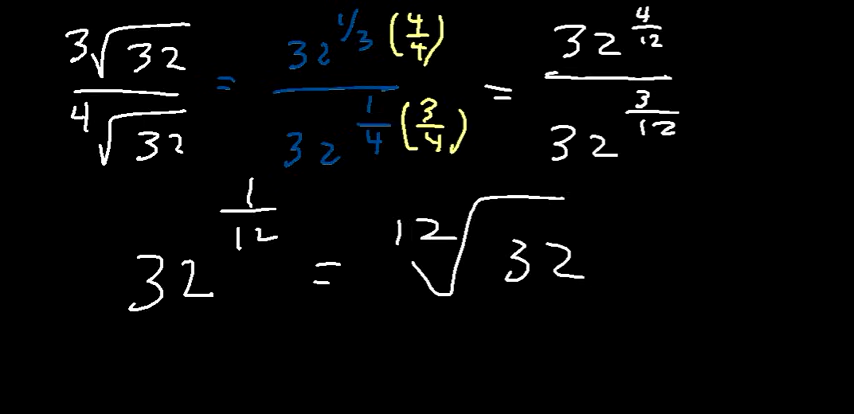 ∛32 / ∜32 = 32^1/3 (4/4) / 32^1/4 (3/4) = 32^4/12 / 32^3/12
32^1/12 = ¹²√32